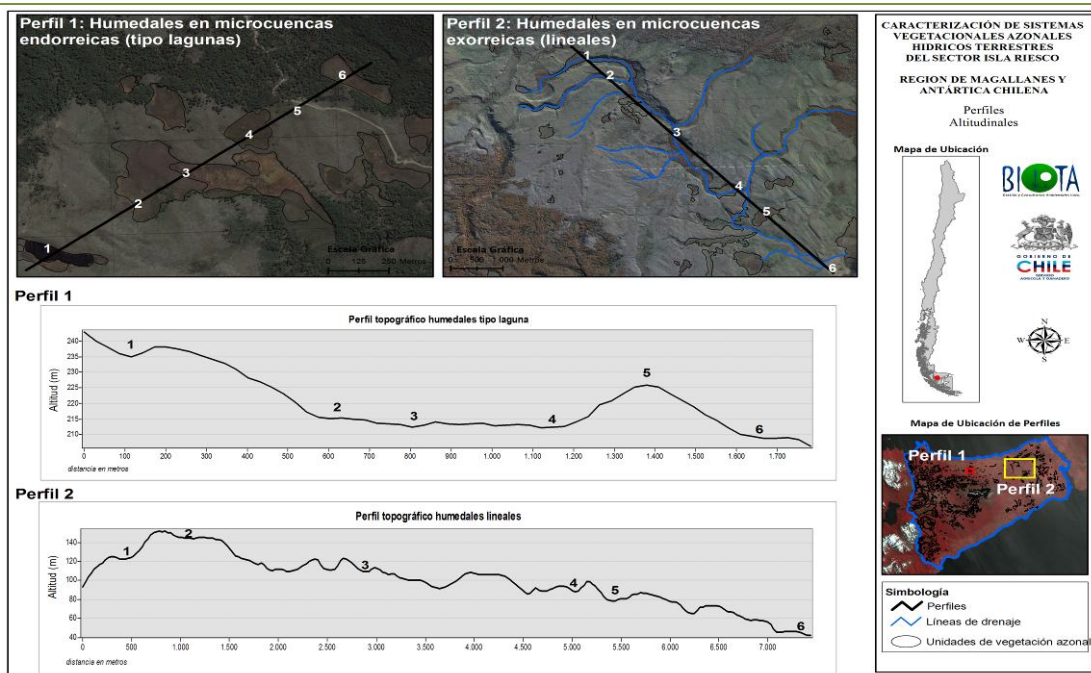 Perfil 1: Humedales en microcuencas
endorreicas (tipo lagunas)
1
2
3
4
5
6
Escala Gráfica
0 125 250 Metros
Perfil 2: Humedales en microcuencas
exorreicas (lineales)
1
2
3
4
5
6
Escala Gráfica
0 500 1.000 Metros
CARACTERIZACIÓN DE SISTEMAS
VEGETACIONALES AZONALES
HIDRICOS TERRESTRES
DEL SECTOR ISLA RIESCO
REGION DE MAGALLANES Y
ANTÁRTICA CHILENA
Perfiles
Altitudinales
Mapa de Ubicación
BIOTA
GOBIERNO DE
CHILE
SERVICIO
AGRÍCOLA Y GANADERO
N
W E
S
Mapa de Ubicación de Perfiles
Perfil 1
Perfil 2
Simbología
Perfiles
Líneas de drenaje
Unidades de vegetación azonal
Perfil 1
Perfil topográfico humedales tipo laguna
Altitud (m)
240
235
230
225
220
215
210
1
2
3
4
5
6
0 100 200 300 400 500 600 700 800 900 1.000 1.100 1.200 1.300 1.400 1.500 1.600 1.700
distancia en metros
Perfil 2
Perfil topográfico humedales lineales
Altitud (m)
140
120
100
80
60
40
1
2
3
4
5
6
0 500 1.000 1.500 2.000 2.500 3.000 3.500 4.000 4.500 5.000 5.500 6.000 6.500 7.000
distancia en metros